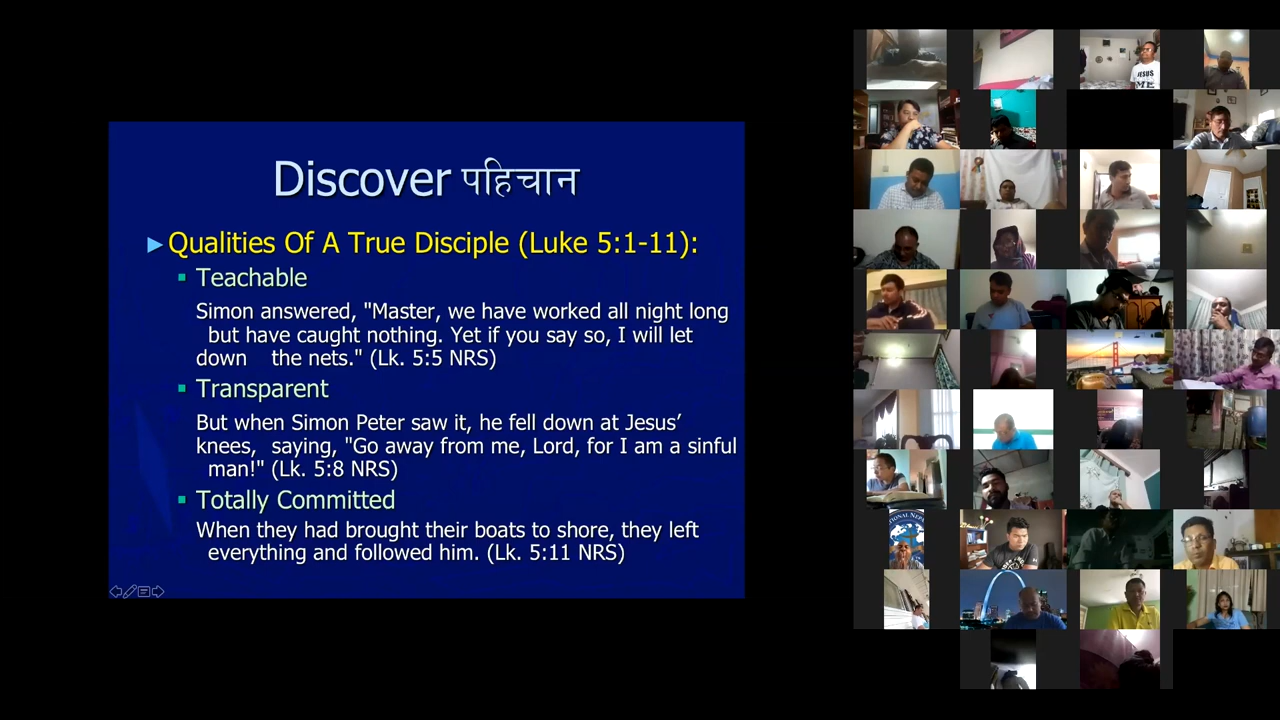 Discover पहिचान
Qualities Of A True Disciple (Luke 5:1-11):
Teachable
Simon answered, "Master, we have worked all night long
but have caught nothing. Yet if you say so, I will let
down the nets." (Lk. 5:5 NRS)
Transparent
But when Simon Peter saw it, he fell down at Jesus’
knees, saying, "Go away from me, Lord, for I am a sinful
man!" (Lk. 5:8 NRS)
Totally Committed
When they had brought their boats to shore, they left
everything and followed him. (Lk. 5:11 NRS)
JESUS
ME